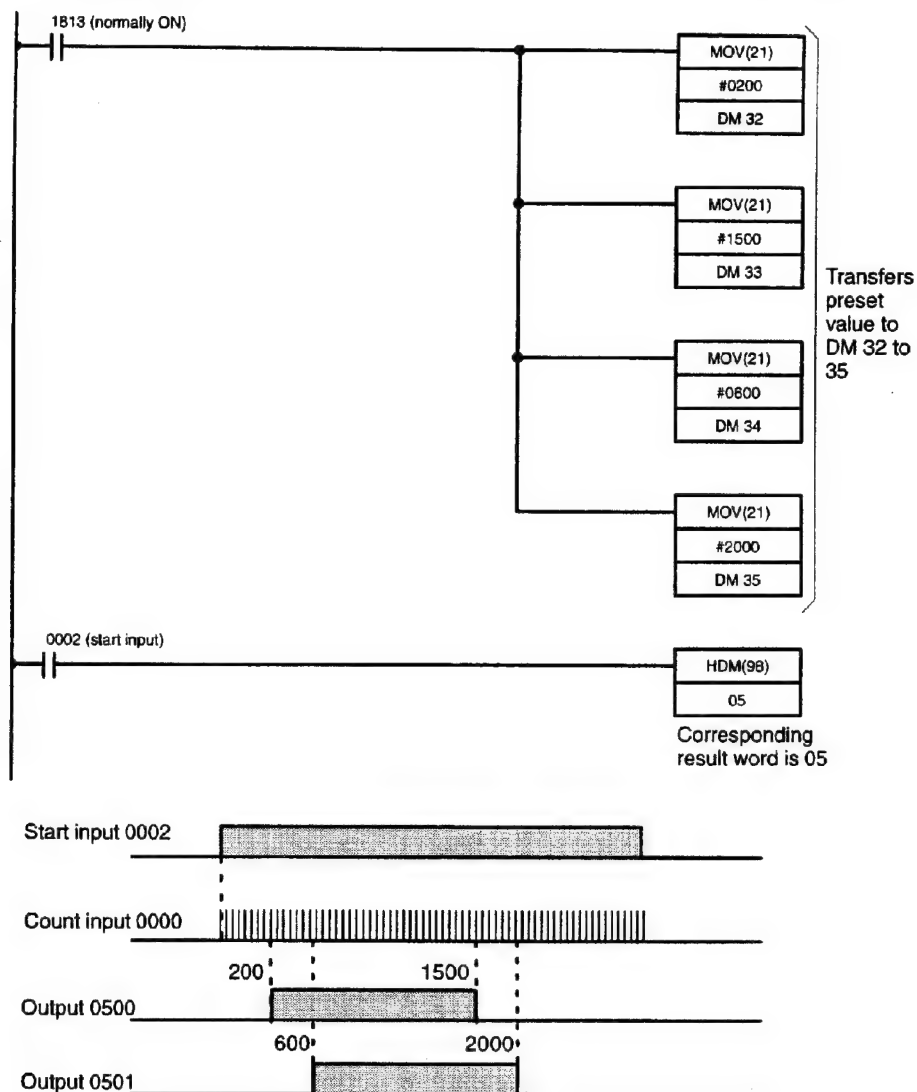 1813 (normally ON)
MOV(21)
#0200
DM 32
MOV(21)
#1500
DM 33
MOV(21)
#0600
DM 34
MOV(21)
#2000
DM 35
Transfers
preset
value to
DM 32 to
35
0002 (start input)
HDM(98)
05
Corresponding
result word is 05
Start input 0002
Count input 0000
200
1500
Output 0500
600
2000
Output 0501